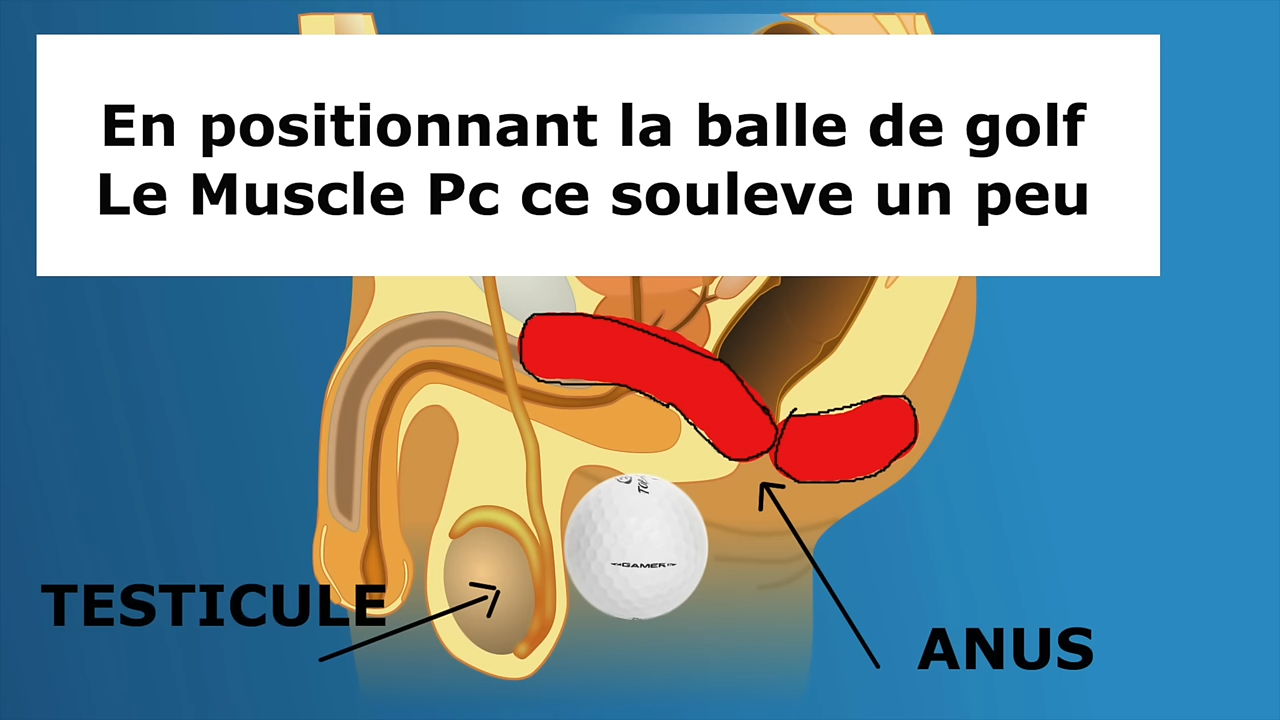 En positionnant la balle de golf
Le Muscle Pc ce souleve un peu
GAMER
TESTICULE
ANUS